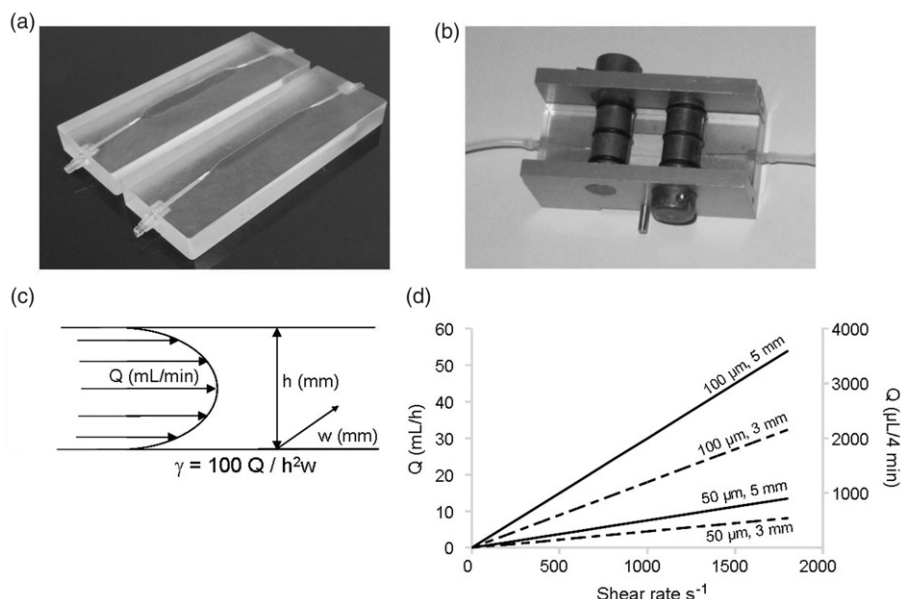 (a)
(b)
(c)
Q (mL/min)
h (mm)
w (mm)
γ = 100 Q / h²w
(d)
60
50
40
30
20
10
0
Q (mL/h)
4000
3000
2000
1000
Q (µL/4 min)
100 µm, 5 mm
100 µm, 3 mm
50 µm, 5 mm
50 µm, 3 mm
0
500
1000
1500
2000
Shear rate s⁻¹